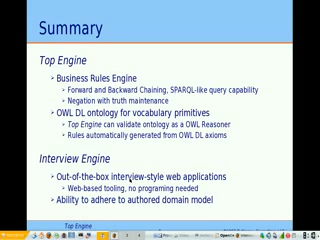 Summary
Top Engine
Business Rules Engine
Forward and Backward Chaining, SPARQL-like query capability
Negation with truth maintenance
OWL DL ontology for vocabulary primitives
Top Engine can validate ontology as a OWL Reasoner
Rules automatically generated from OWL DL axioms
Interview Engine
Out-of-the-box interview-style web applications
Web-based tooling, no programing needed
Ability to adhere to authored domain model
Top Engine